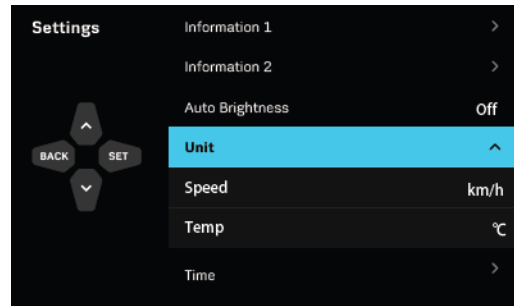 Settings
Information 1
Information 2
Auto Brightness Off
BACK SET
Unit
Speed km/h
Temp ℃
Time